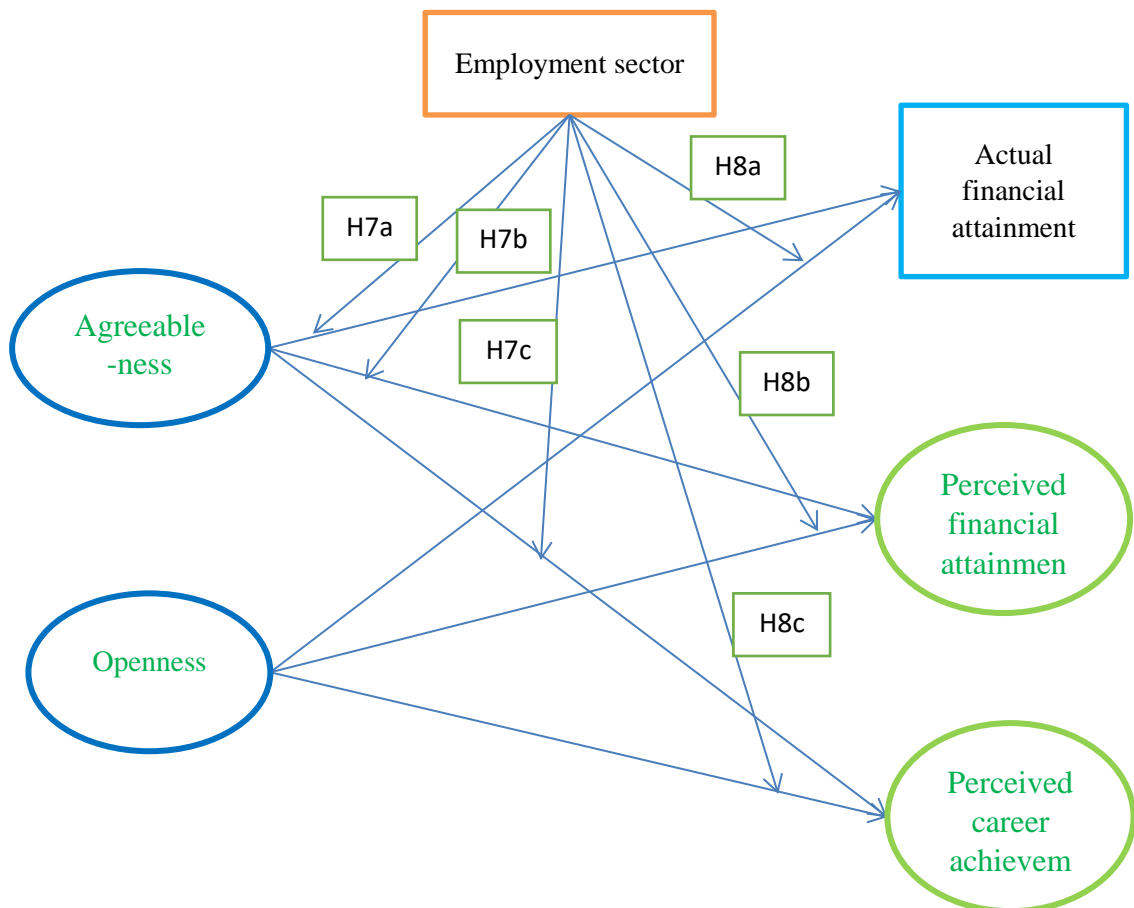 Employment sector
H8a
Actual
financial
attainment
H7a
H7b
Agreeable
-ness
H7c
H8b
Perceived
financial
attainmen
H8c
Openness
Perceived
career
achievem